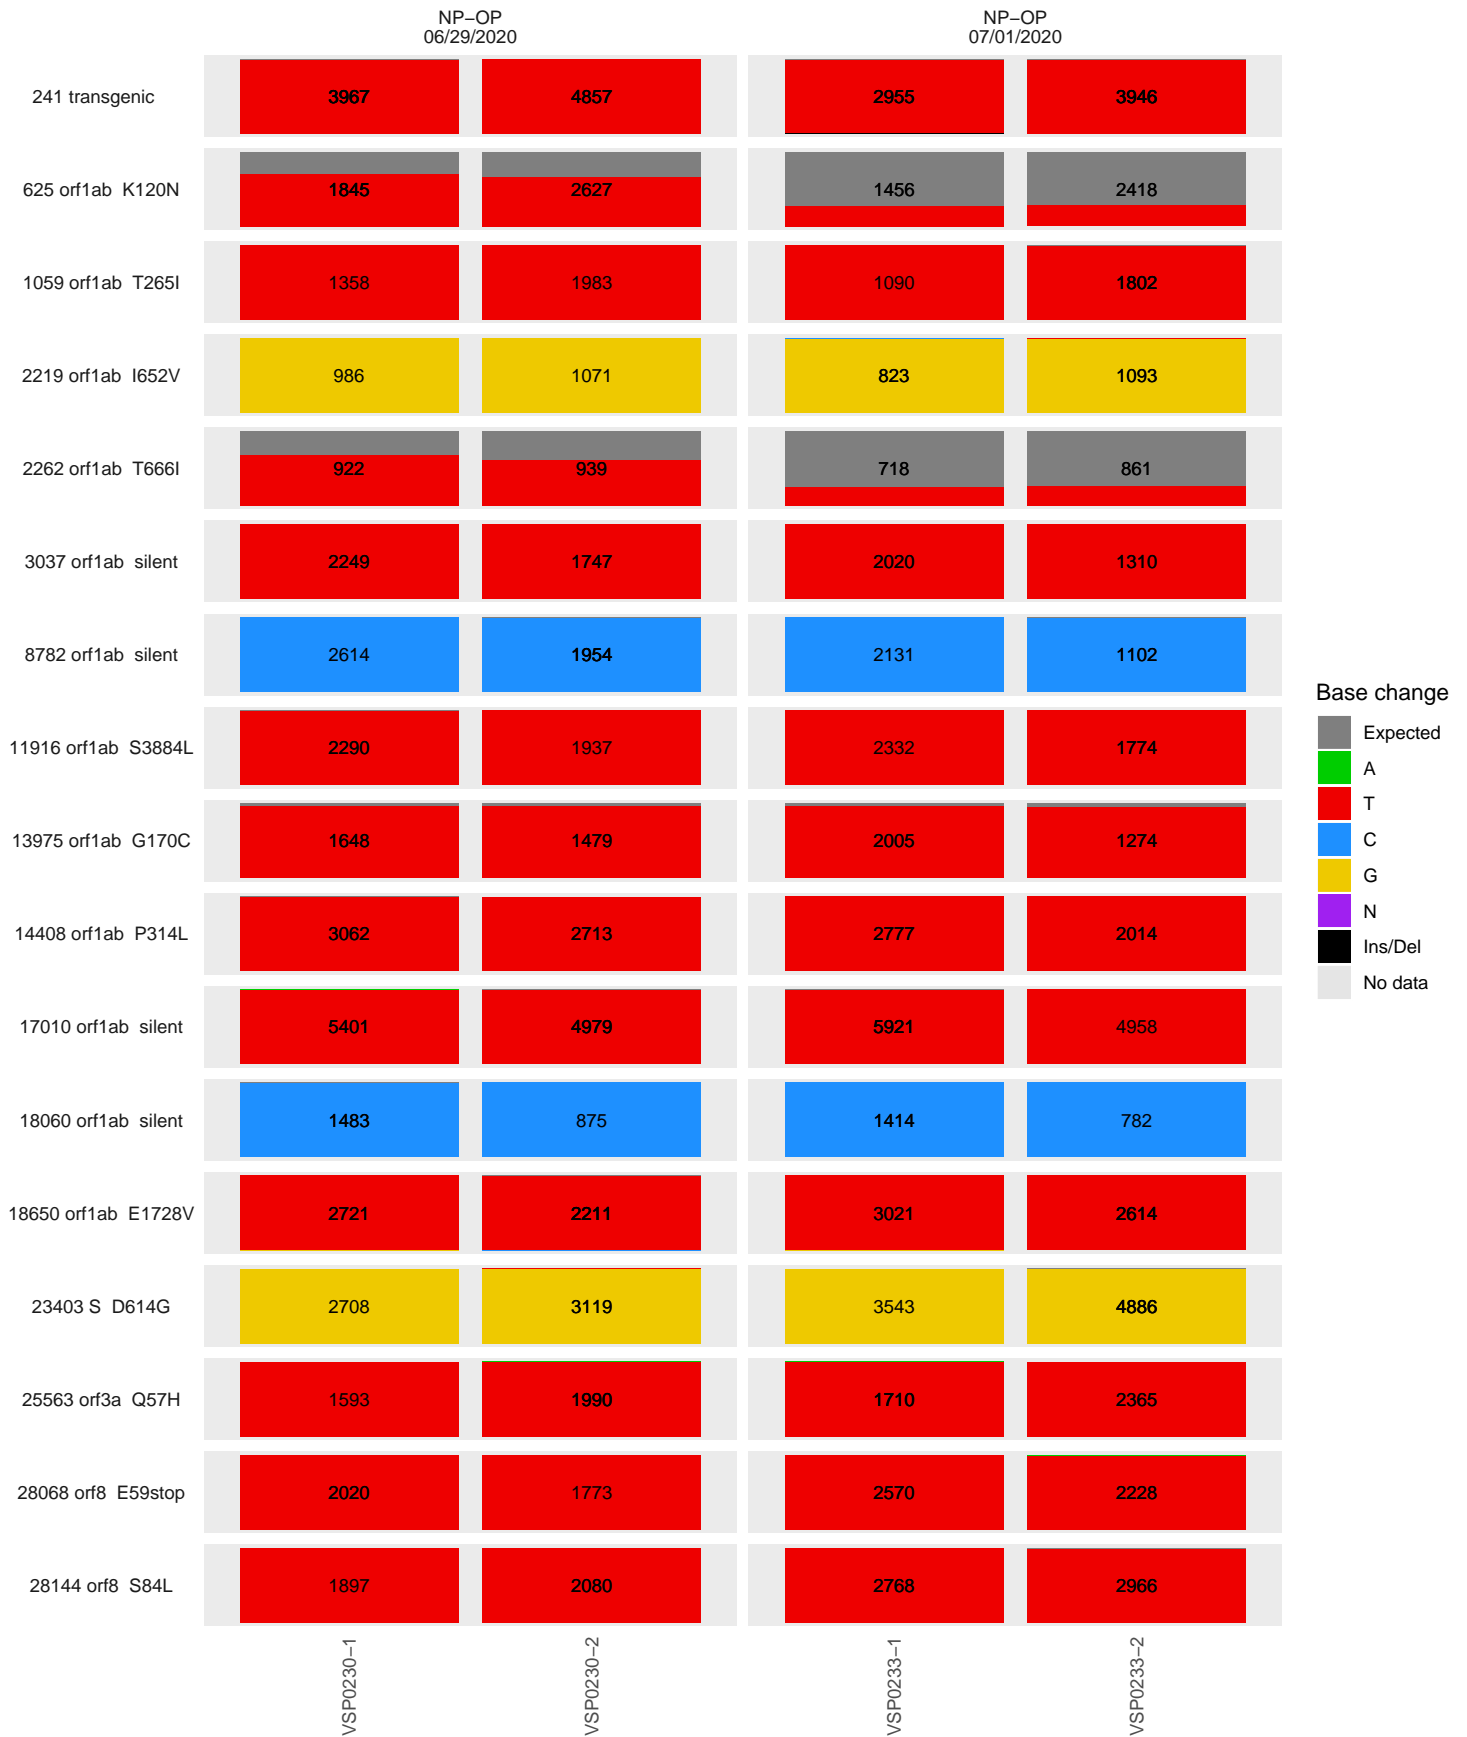 NP−OP
06/29/2020
NP−OP
07/01/2020
241 transgenic
3967
4857
2955
3946
625 orf1ab K120N
1845
2627
1456
2418
1059 orf1ab T265I
1358
1983
1090
1802
2219 orf1ab I652V
986
1071
823
1093
2262 orf1ab T666I
922
939
718
861
3037 orf1ab silent
2249
1747
2020
1310
8782 orf1ab silent
2614
1954
2131
1102
11916 orf1ab S3884L
2290
1937
2332
1774
13975 orf1ab G170C
1648
1479
2005
1274
14408 orf1ab P314L
3062
2713
2777
2014
17010 orf1ab silent
5401
4979
5921
4958
18060 orf1ab silent
1483
875
1414
782
18650 orf1ab E1728V
2721
2211
3021
2614
23403 S D614G
2708
3119
3543
4886
25563 orf3a Q57H
1593
1990
1710
2365
28068 orf8 E59stop
2020
1773
2570
2228
28144 orf8 S84L
1897
2080
2768
2966
VSP0230−1
VSP0230−2
VSP0233−1
VSP0233−2
Base change
Expected
A
T
C
G
N
Ins/Del
No data